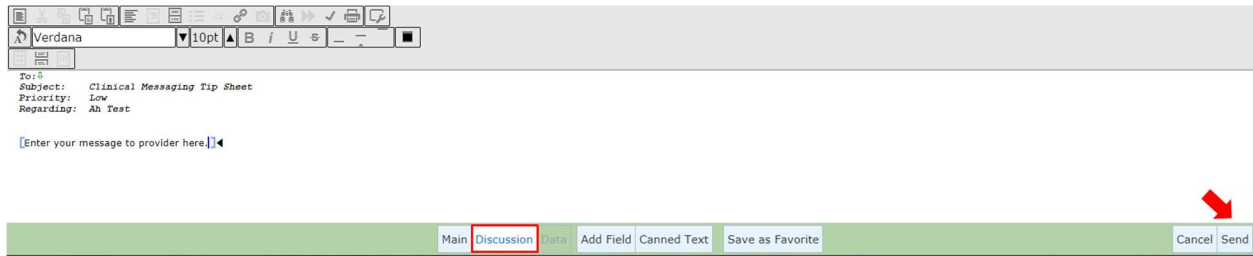 Verdana 10pt B i U S
To:
Subject: Clinical Messaging Tip Sheet
Priority: Low
Regarding: Ah Test
[Enter your message to provider here.]
Main Discussion Data Add Field Canned Text Save as Favorite Cancel Send